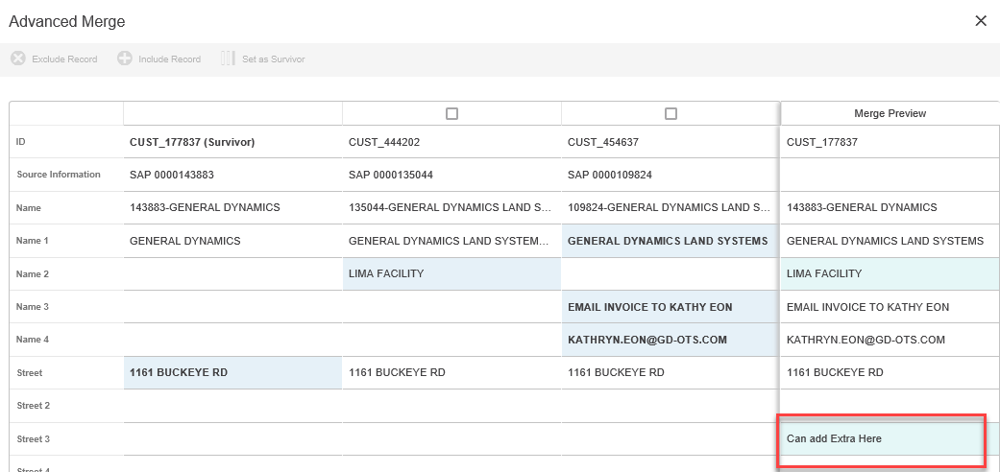 Advanced Merge
Exclude Record Include Record Set as Survivor
Merge Preview
ID CUST_177837 (Survivor) CUST_444202 CUST_454637 CUST_177837
Source Information SAP 0000143883 SAP 0000135044 SAP 0000109824
Name 143883-GENERAL DYNAMICS 135044-GENERAL DYNAMICS LAND S... 109824-GENERAL DYNAMICS LAND S... 143883-GENERAL DYNAMICS
Name 1 GENERAL DYNAMICS GENERAL DYNAMICS LAND SYSTEM... GENERAL DYNAMICS LAND SYSTEMS GENERAL DYNAMICS LAND SYSTEMS
Name 2 LIMA FACILITY LIMA FACILITY
Name 3 EMAIL INVOICE TO KATHY EON EMAIL INVOICE TO KATHY EON
Name 4 KATHRYN.EON@GD-OTS.COM KATHRYN.EON@GD-OTS.COM
Street 1161 BUCKEYE RD 1161 BUCKEYE RD 1161 BUCKEYE RD 1161 BUCKEYE RD
Street 2
Street 3 Can add Extra Here
Street 4